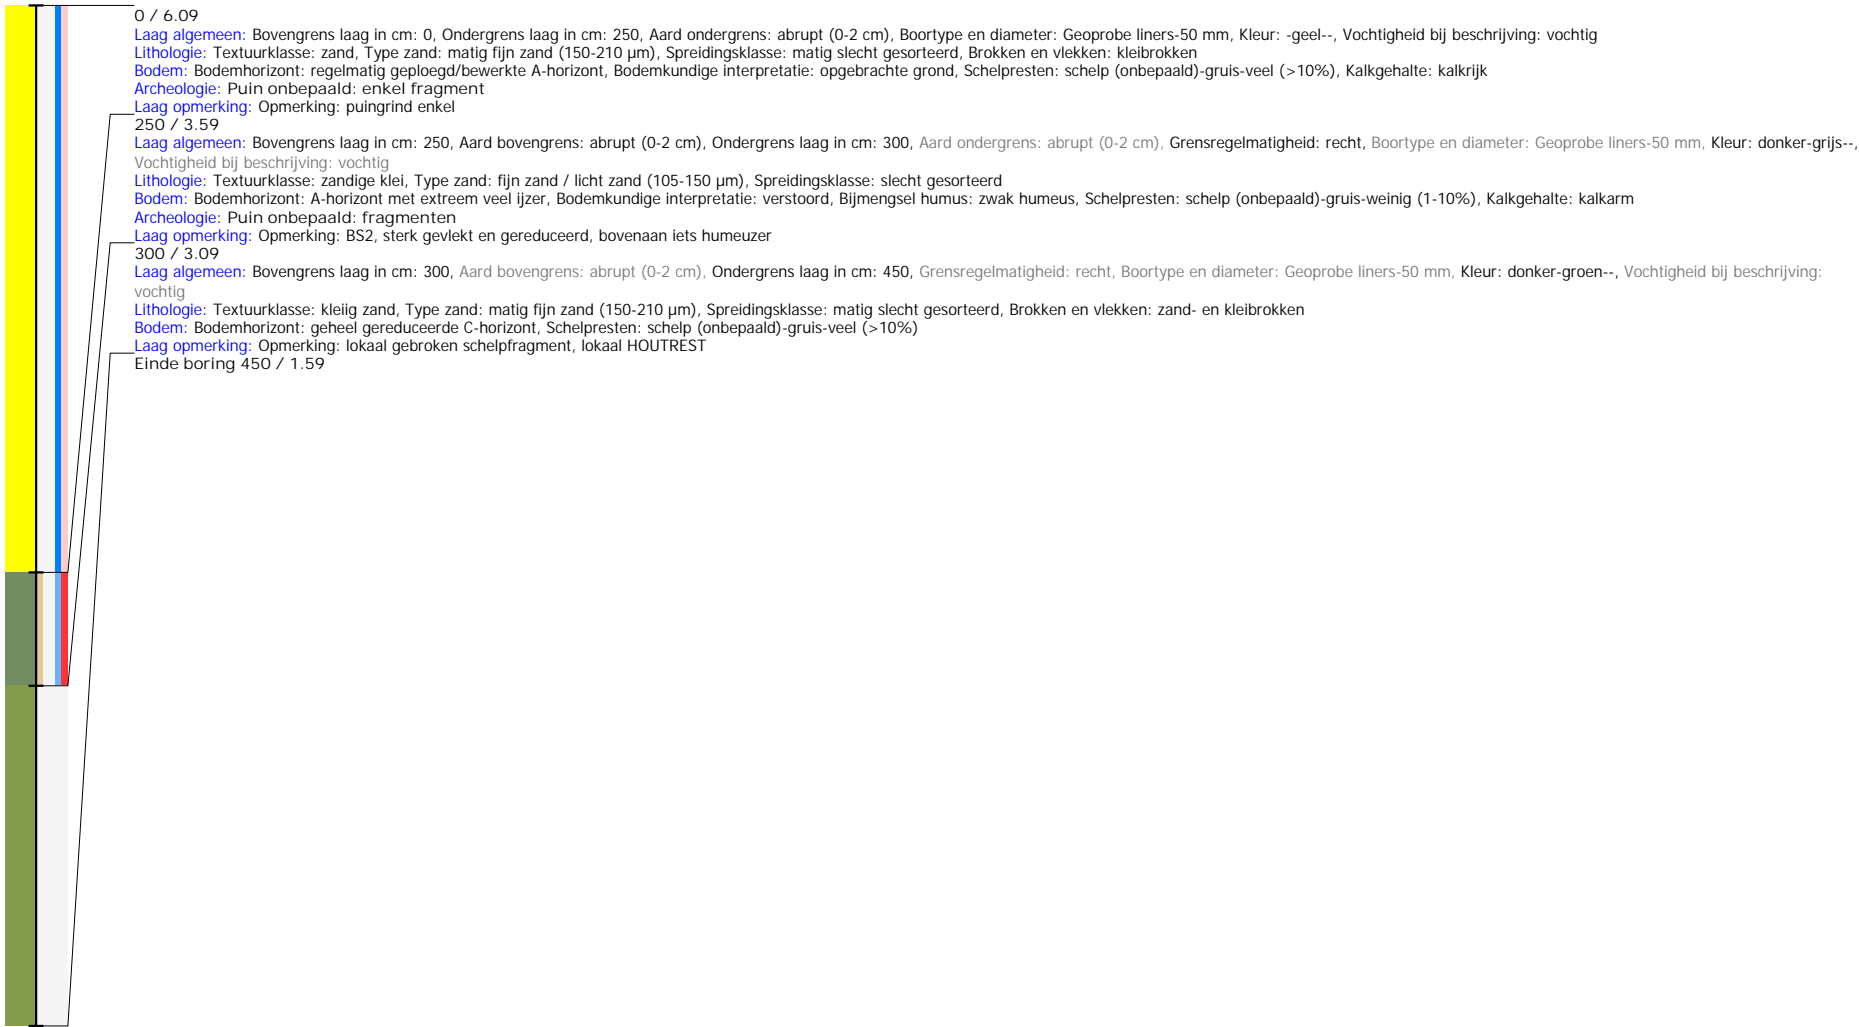 0 / 6.09
Laag algemeen: Bovengrens laag in cm: 0, Ondergrens laag in cm: 250, Aard ondergrens: abrupt (0-2 cm), Boortype en diameter: Geoprobe liners-50 mm, Kleur: -geel--, Vochtigheid bij beschrijving: vochtig
Lithologie: Textuurklasse: zand, Type zand: matig fijn zand (150-210 µm), Spreidingsklasse: matig slecht gesorteerd, Brokken en vlekken: kleibrokken
Bodem: Bodemhorizont: regelmatig geploegd/bewerkte A-horizont, Bodemkundige interpretatie: opgebrachte grond, Schelpresten: schelp (onbepaald)-gruis-veel (>10%), Kalkgehalte: kalkrijk
Archeologie: Puin onbepaald: enkel fragment
Laag opmerking: Opmerking: puingrind enkel
250 / 3.59
Laag algemeen: Bovengrens laag in cm: 250, Aard bovengrens: abrupt (0-2 cm), Ondergrens laag in cm: 300, Aard ondergrens: abrupt (0-2 cm), Grensregelmatigheid: recht, Boortype en diameter: Geoprobe liners-50 mm, Kleur: donker-grijs--,
Vochtigheid bij beschrijving: vochtig
Lithologie: Textuurklasse: zandige klei, Type zand: fijn zand / licht zand (105-150 µm), Spreidingsklasse: slecht gesorteerd
Bodem: Bodemhorizont: A-horizont met extreem veel ijzer, Bodemkundige interpretatie: verstoord, Bijmengsel humus: zwak humeus, Schelpresten: schelp (onbepaald)-gruis-weinig (1-10%), Kalkgehalte: kalkarm
Archeologie: Puin onbepaald: fragmenten
Laag opmerking: Opmerking: BS2, sterk gevlekt en gereduceerd, bovenaan iets humeuzer
300 / 3.09
Laag algemeen: Bovengrens laag in cm: 300, Aard bovengrens: abrupt (0-2 cm), Ondergrens laag in cm: 450, Grensregelmatigheid: recht, Boortype en diameter: Geoprobe liners-50 mm, Kleur: donker-groen--, Vochtigheid bij beschrijving:
vochtig
Lithologie: Textuurklasse: kleiig zand, Type zand: matig fijn zand (150-210 µm), Spreidingsklasse: matig slecht gesorteerd, Brokken en vlekken: zand- en kleibrokken
Bodem: Bodemhorizont: geheel gereduceerde C-horizont, Schelpresten: schelp (onbepaald)-gruis-veel (>10%)
Laag opmerking: Opmerking: lokaal gebroken schelpfragment, lokaal HOUTREST
Einde boring 450 / 1.59